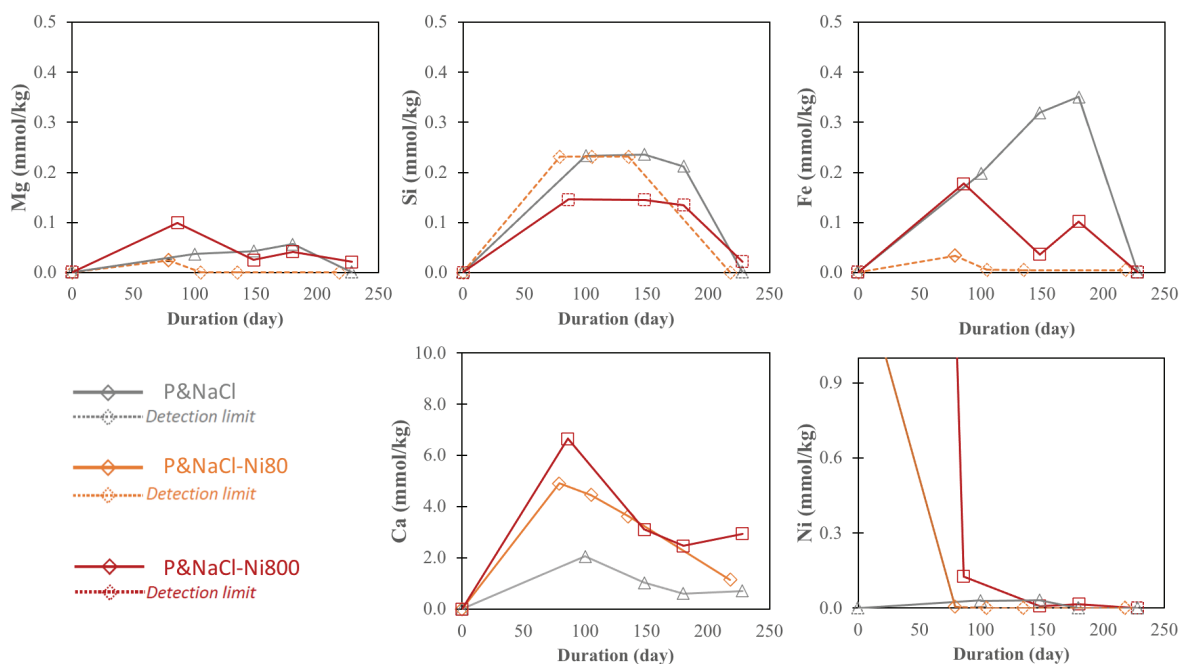 0.5
0.4
0.3
0.2
0.1
0.0
Mg (mmol/kg)
0 50 100 150 200 250
Duration (day)
0.5
0.4
0.3
0.2
0.1
0.0
Si (mmol/kg)
0 50 100 150 200 250
Duration (day)
0.5
0.4
0.3
0.2
0.1
0.0
Fe (mmol/kg)
0 50 100 150 200 250
Duration (day)
P&NaCl
Detection limit
P&NaCl-Ni80
Detection limit
P&NaCl-Ni800
Detection limit
10.0
8.0
6.0
4.0
2.0
0.0
Ca (mmol/kg)
0 50 100 150 200 250
Duration (day)
0.9
0.6
0.3
0.0
Ni (mmol/kg)
0 50 100 150 200 250
Duration (day)